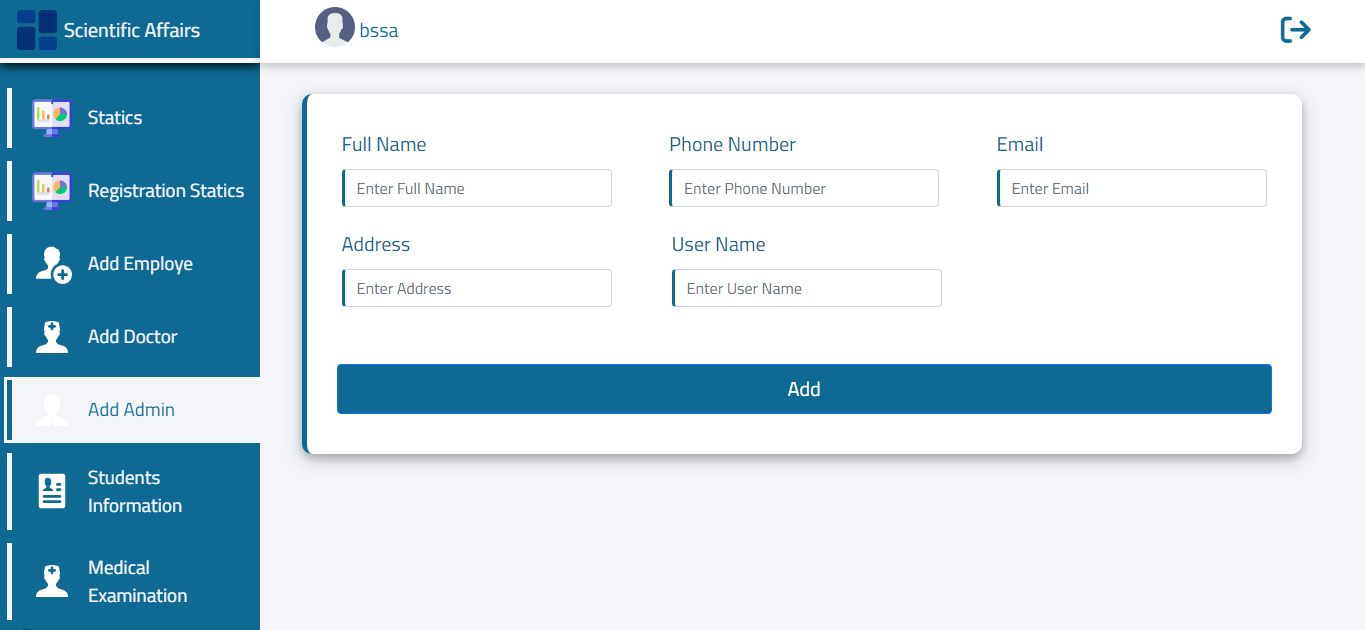 Scientific Affairs
bssa
Statics
Registration Statics
Add Employe
Add Doctor
Add Admin
Students
Information
Medical
Examination
Full Name
Phone Number
Email
Enter Full Name
Enter Phone Number
Enter Email
Address
User Name
Enter Address
Enter User Name
Add